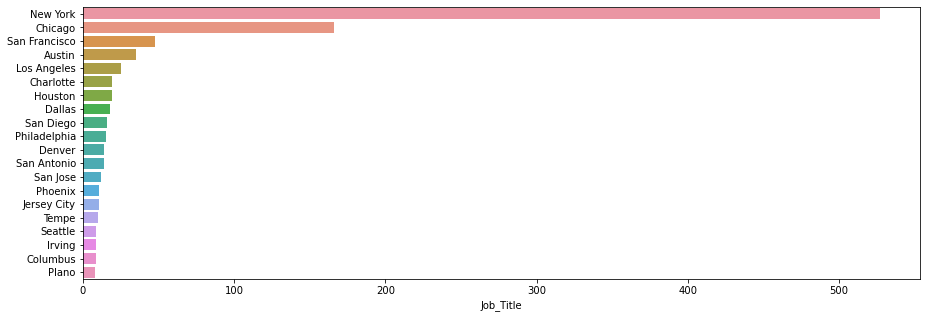 New York
Chicago
San Francisco
Austin
Los Angeles
Charlotte
Houston
Dallas
San Diego
Philadelphia
Denver
San Antonio
San Jose
Phoenix
Jersey City
Tempe
Seattle
Irving
Columbus
Plano
0 100 200 300 400 500
Job_Title